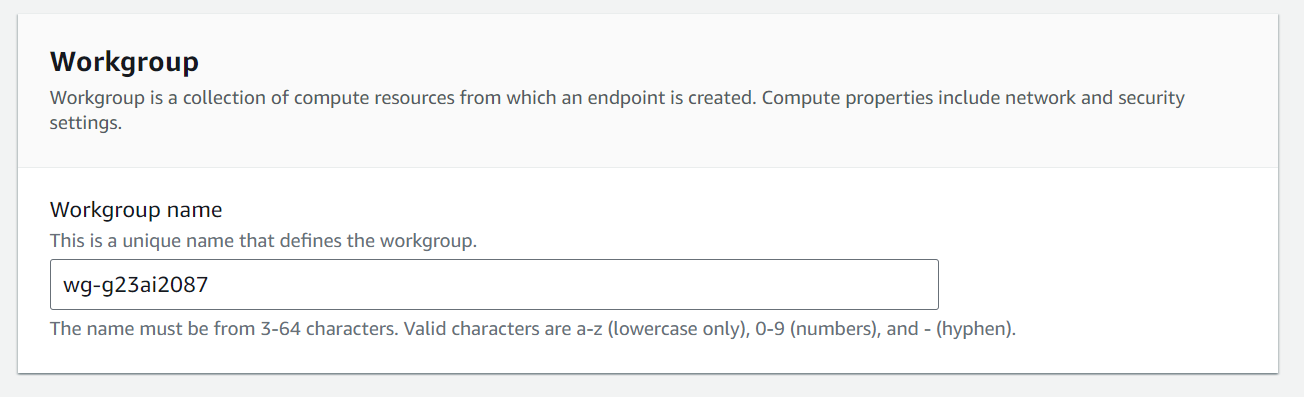 Workgroup
Workgroup is a collection of compute resources from which an endpoint is created. Compute properties include network and security
settings.
Workgroup name
This is a unique name that defines the workgroup.
wg-g23ai2087
The name must be from 3-64 characters. Valid characters are a-z (lowercase only), 0-9 (numbers), and - (hyphen).